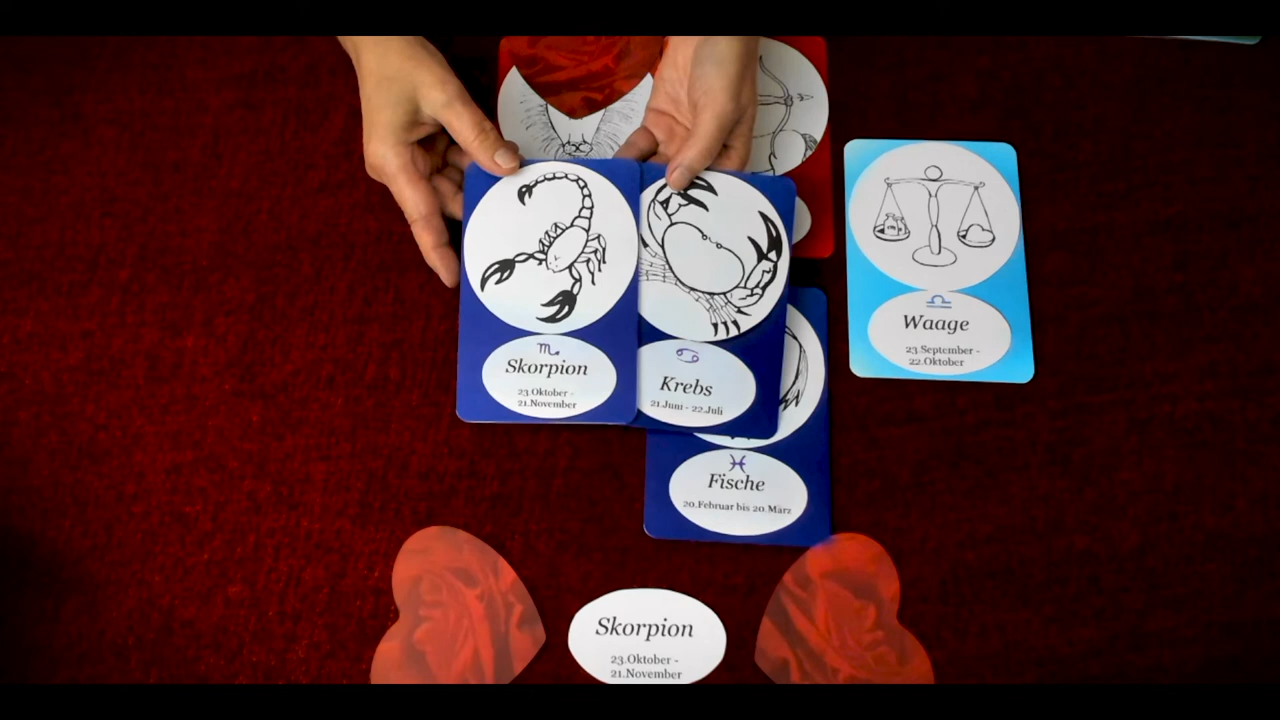 Skorpion
23.Oktober -
21.November
Krebs
21.Juni - 22.Juli
Waage
23.September -
22.Oktober
Fische
20.Februar bis 20.März
Skorpion
23.Oktober -
21.November